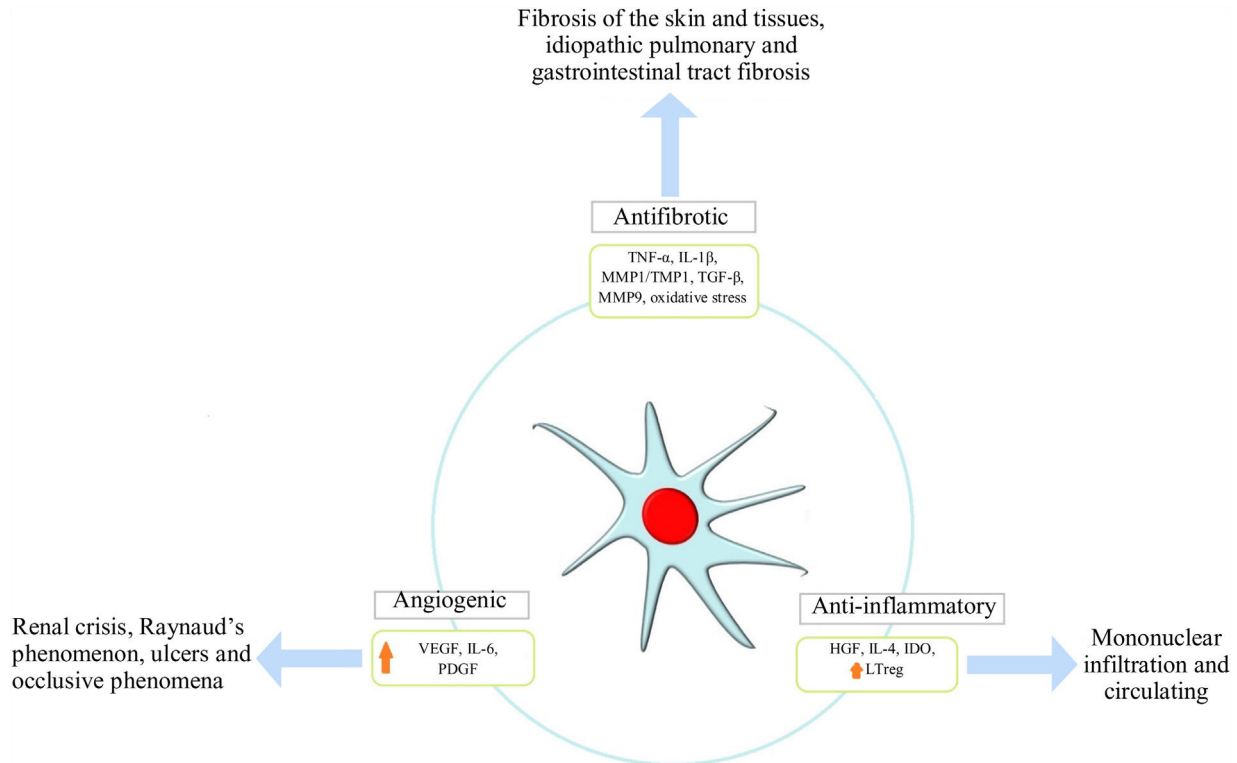 Fibrosis of the skin and tissues,
idiopathic pulmonary and
gastrointestinal tract fibrosis
Antifibrotic
TNF-α, IL-1β,
MMP1/TMP1, TGF-β,
MMP9, oxidative stress
Angiogenic
VEGF, IL-6,
PDGF
Renal crisis, Raynaud’s
phenomenon, ulcers and
occlusive phenomena
Anti-inflammatory
HGF, IL-4, IDO,
LTreg
Mononuclear
infiltration and
circulating